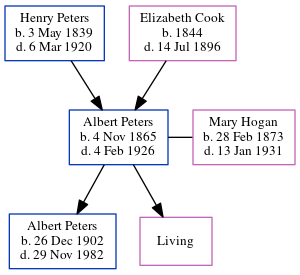 Henry Peters
b. 3 May 1839
d. 6 Mar 1920
Elizabeth Cook
b. 1844
d. 14 Jul 1896
Albert Peters
b. 4 Nov 1865
d. 4 Feb 1926
Mary Hogan
b. 28 Feb 1873
d. 13 Jan 1931
Albert Peters
b. 26 Dec 1902
d. 29 Nov 1982
Living